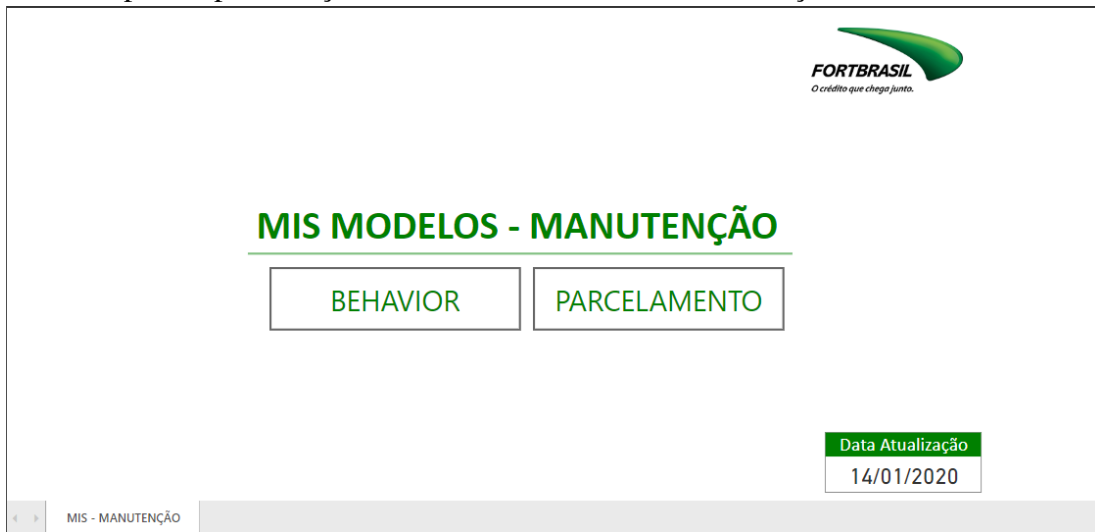 FORTBRASIL
O crédito que chega junto.
MIS MODELOS - MANUTENÇÃO
BEHAVIOR
PARCELAMENTO
Data Atualização
14/01/2020
MIS - MANUTENÇÃO